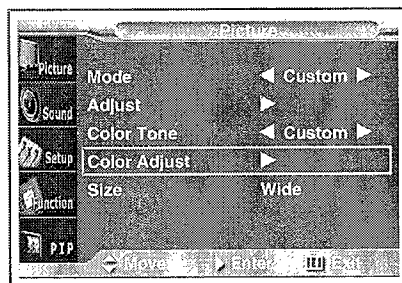 Picture
Picture
Mode ◀ Custom ▶
Sound
Adjust ▶
Color Tone ◀ Custom ▶
Setup
Color Adjust ▶
Size Wide
Function
PIP
Move Enter Exit